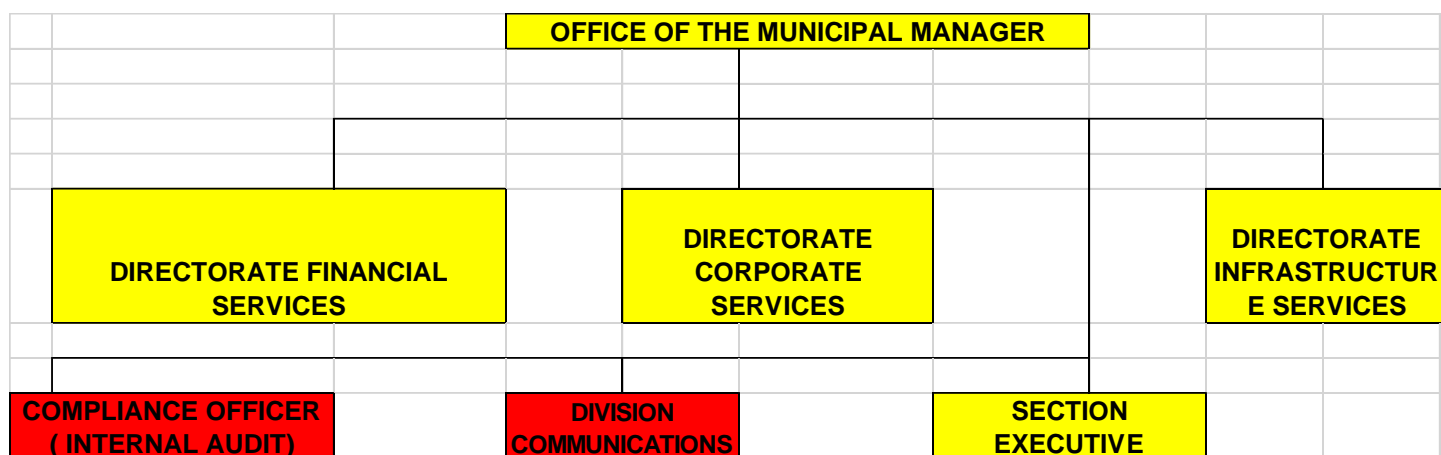 OFFICE OF THE MUNICIPAL MANAGER
DIRECTORATE FINANCIAL
SERVICES
DIRECTORATE
CORPORATE
SERVICES
DIRECTORATE
INFRASTRUCTUR
E SERVICES
COMPLIANCE OFFICER
( INTERNAL AUDIT)
DIVISION
COMMUNICATIONS
SECTION
EXECUTIVE